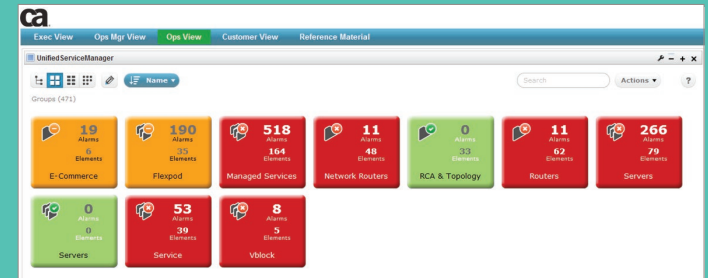 ca
Exec View Ops Mgr View Ops View Customer View Reference Material
UnifiedServiceManager
Name Search Actions ?
Groups (471)
19 Alarms 6 Elements E-Commerce
190 Alarms 35 Elements Flexpod
518 Alarms 164 Elements Managed Services
11 Alarms 48 Elements Network Routers
0 Alarms 33 Elements RCA & Topology
11 Alarms 62 Elements Routers
266 Alarms 79 Elements Servers
0 Alarms 0 Elements Servers
53 Alarms 39 Elements Service
8 Alarms 5 Elements Vblock